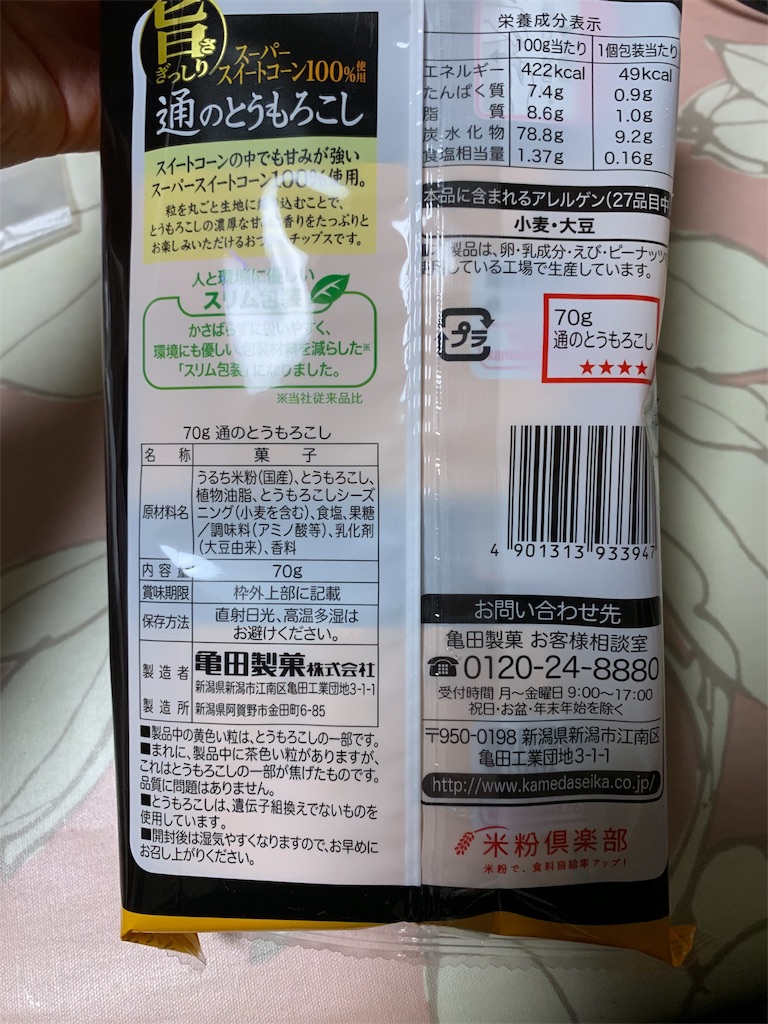 旨さ
ぎっしり
スーパー
スイートコーン100%使用
通のとうもろこし
スイートコーンの中でも甘みが強い
スーパースイートコーン100%使用。
粒を丸ごと生地に 込むことで、
とうもろこしの濃厚な甘 香りをたっぷりと
お楽しみいただけるおつ チップスです。
人と環境に優しい
スリム包装
かさばらずに扱いやすく、
環境にも優しい、包装材料を減らした※
「スリム包装」になりました。
※当社従来品比
70g 通のとうもろこし
名称 菓子
原材料名 うるち米粉(国産)、とうもろこし、
植物油脂、とうもろこしシーズ
ニング(小麦を含む)、食塩、果糖
/調味料(アミノ酸等)、乳化剤
(大豆由来)、香料
内容量 70g
賞味期限 枠外上部に記載
保存方法 直射日光、高温多湿は
お避けください。
製造者 亀田製菓株式会社
新潟県新潟市江南区亀田工業団地3-1-1
製造所 新潟県阿賀野市金田町6-85
■製品中の黄色い粒は、とうもろこしの一部です。
■まれに、製品中に茶色い粒がありますが、
これはとうもろこしの一部が焦げたものです。
品質に問題はありません。
■とうもろこしは、遺伝子組換えでないものを
使用しています。
■開封後は湿気やすくなりますので、お早めに
お召し上がりください。
栄養成分表示
100g当たり 1個包装当たり
エネルギー 422kcal 49kcal
たんぱく質 7.4g 0.9g
脂質 8.6g 1.0g
炭水化物 78.8g 9.2g
食塩相当量 1.37g 0.16g
本品に含まれるアレルゲン(27品目中
小麦・大豆
製品は、卵・乳成分・えび・ピーナッツ
使用している工場で生産しています。
プラ
70g
通のとうもろこし
★★★★
4 901313 933947
お問い合わせ先
亀田製菓 お客様相談室
☎0120-24-8880
受付時間 月〜金曜日 9:00〜17:00
祝日・お盆・年末年始を除く
〒950-0198 新潟県新潟市江南区
亀田工業団地3-1-1
http://www.kamedaseika.co.jp/
米粉倶楽部
米粉で、食料自給率アップ!